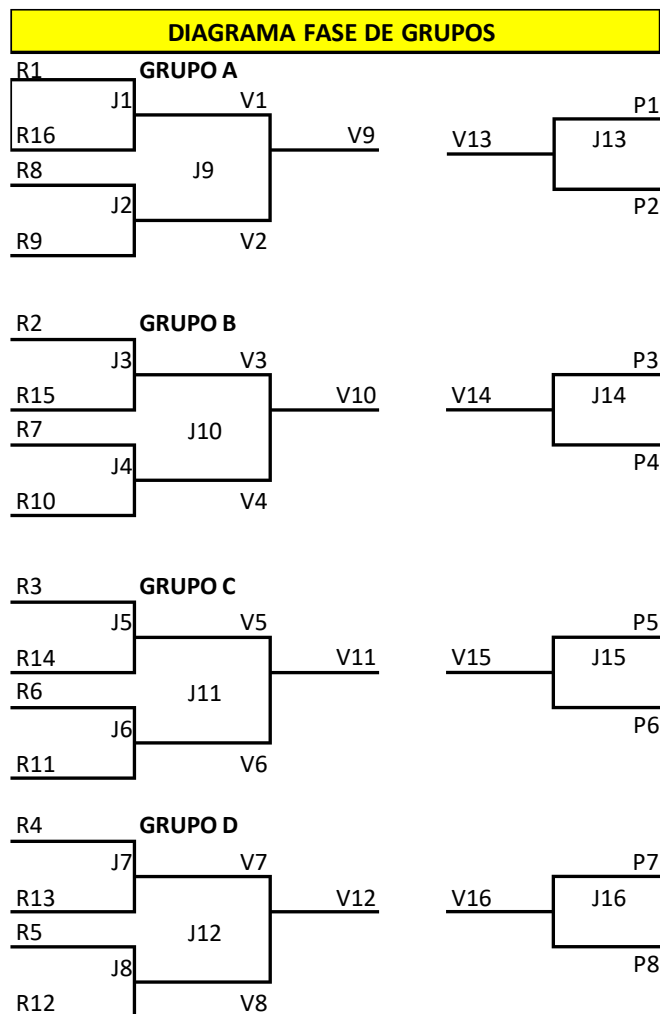 DIAGRAMA FASE DE GRUPOS
R1 GRUPO A
J1 V1 P1
R16 V9 V13 J13
R8 J9
J2 P2
R9 V2
R2 GRUPO B
J3 V3 P3
R15 V10 V14 J14
R7 J10
J4 P4
R10 V4
R3 GRUPO C
J5 V5 P5
R14 V11 V15 J15
R6 J11
J6 P6
R11 V6
R4 GRUPO D
J7 V7 P7
R13 V12 V16 J16
R5 J12
J8 P8
R12 V8